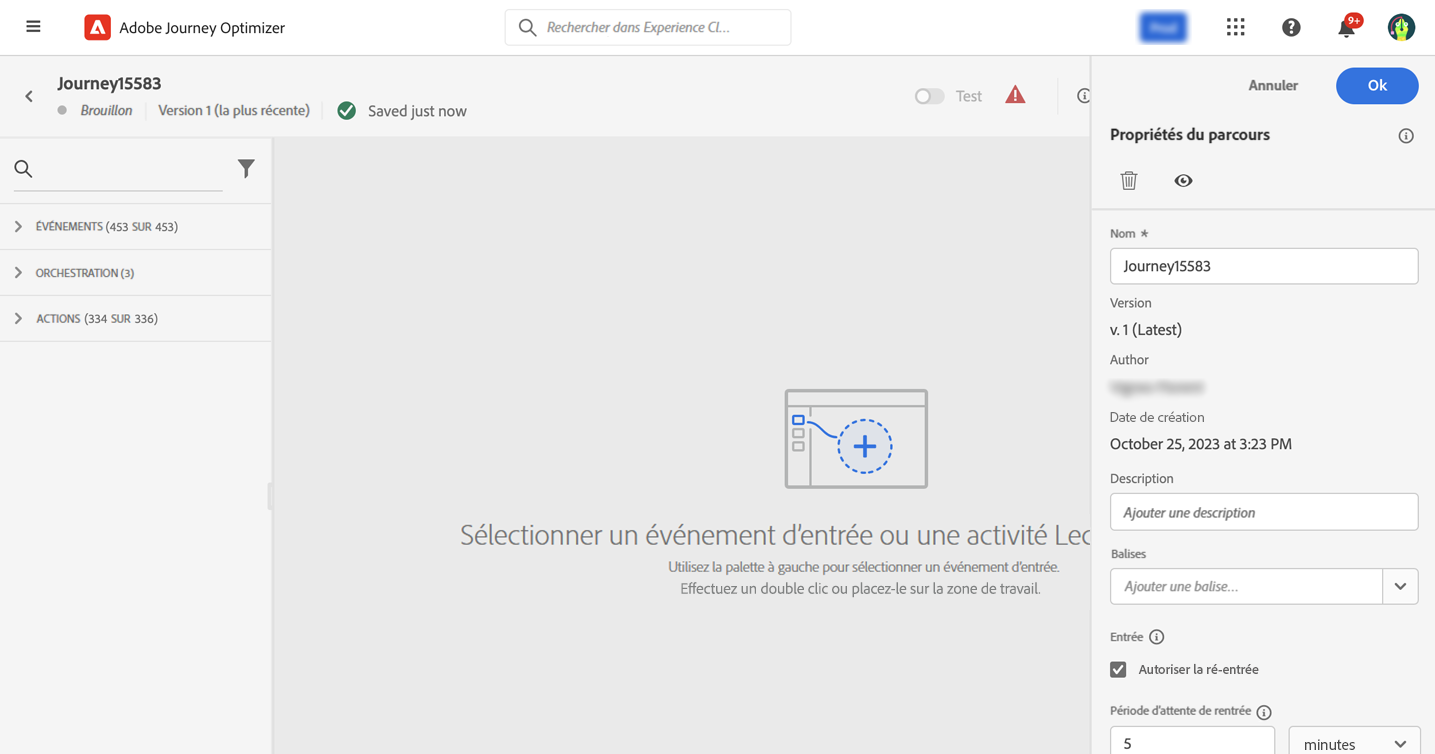 Adobe Journey Optimizer
Rechercher dans Experience Cl...
9+
Journey15583
Brouillon
Version 1 (la plus récente)
Saved just now
Test
Annuler
Ok
Propriétés du parcours
ÉVÉNEMENTS (453 SUR 453)
ORCHESTRATION (3)
ACTIONS (334 SUR 336)
Sélectionner un événement d'entrée ou une activité Lec
Utilisez la palette à gauche pour sélectionner un événement d'entrée.
Effectuez un double clic ou placez-le sur la zone de travail.
Nom *
Journey15583
Version
v. 1 (Latest)
Author
Date de création
October 25, 2023 at 3:23 PM
Description
Ajouter une description
Balises
Ajouter une balise...
Entrée
Autoriser la ré-entrée
Période d'attente de rentrée
5
minutes